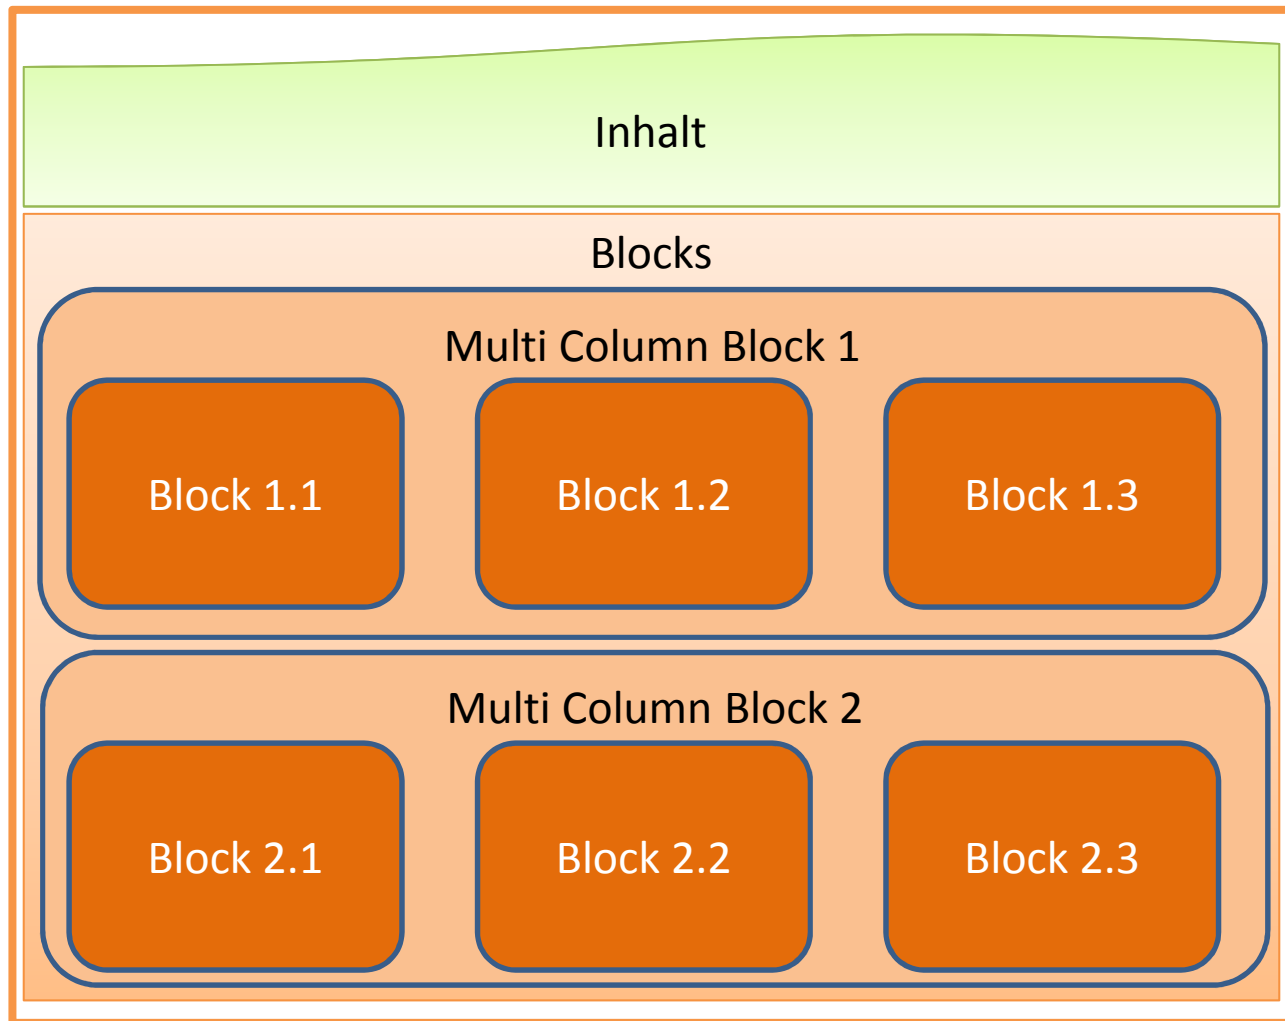 Inhalt
Blocks
Multi Column Block 1
Block 1.1
Block 1.2
Block 1.3
Multi Column Block 2
Block 2.1
Block 2.2
Block 2.3